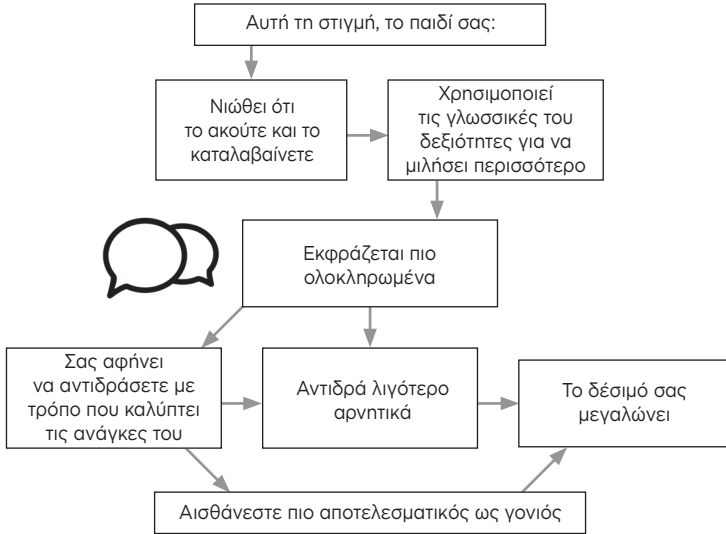 Αυτή τη στιγμή, το παιδί σας:
Νιώθει ότι
το ακούτε και το
καταλαβαίνετε
Χρησιμοποιεί
τις γλωσσικές του
δεξιότητες για να
μιλήσει περισσότερο
Εκφράζεται πιο
ολοκληρωμένα
Σας αφήνει
να αντιδράσετε με
τρόπο που καλύπτει
τις ανάγκες του
Αντιδρά λιγότερο
αρνητικά
Το δέσιμό σας
μεγαλώνει
Αισθάνεστε πιο αποτελεσματικός ως γονιός